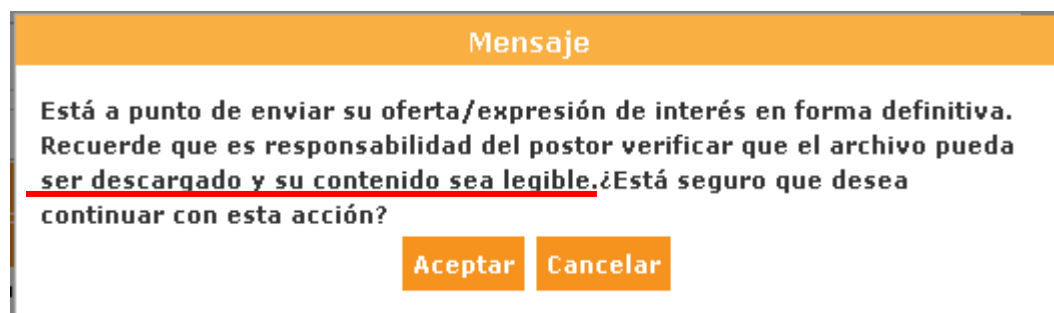 Mensaje
Está a punto de enviar su oferta/expresión de interés en forma definitiva.
Recuerde que es responsabilidad del postor verificar que el archivo pueda
ser descargado y su contenido sea legible.¿Está seguro que desea
continuar con esta acción?
Aceptar Cancelar